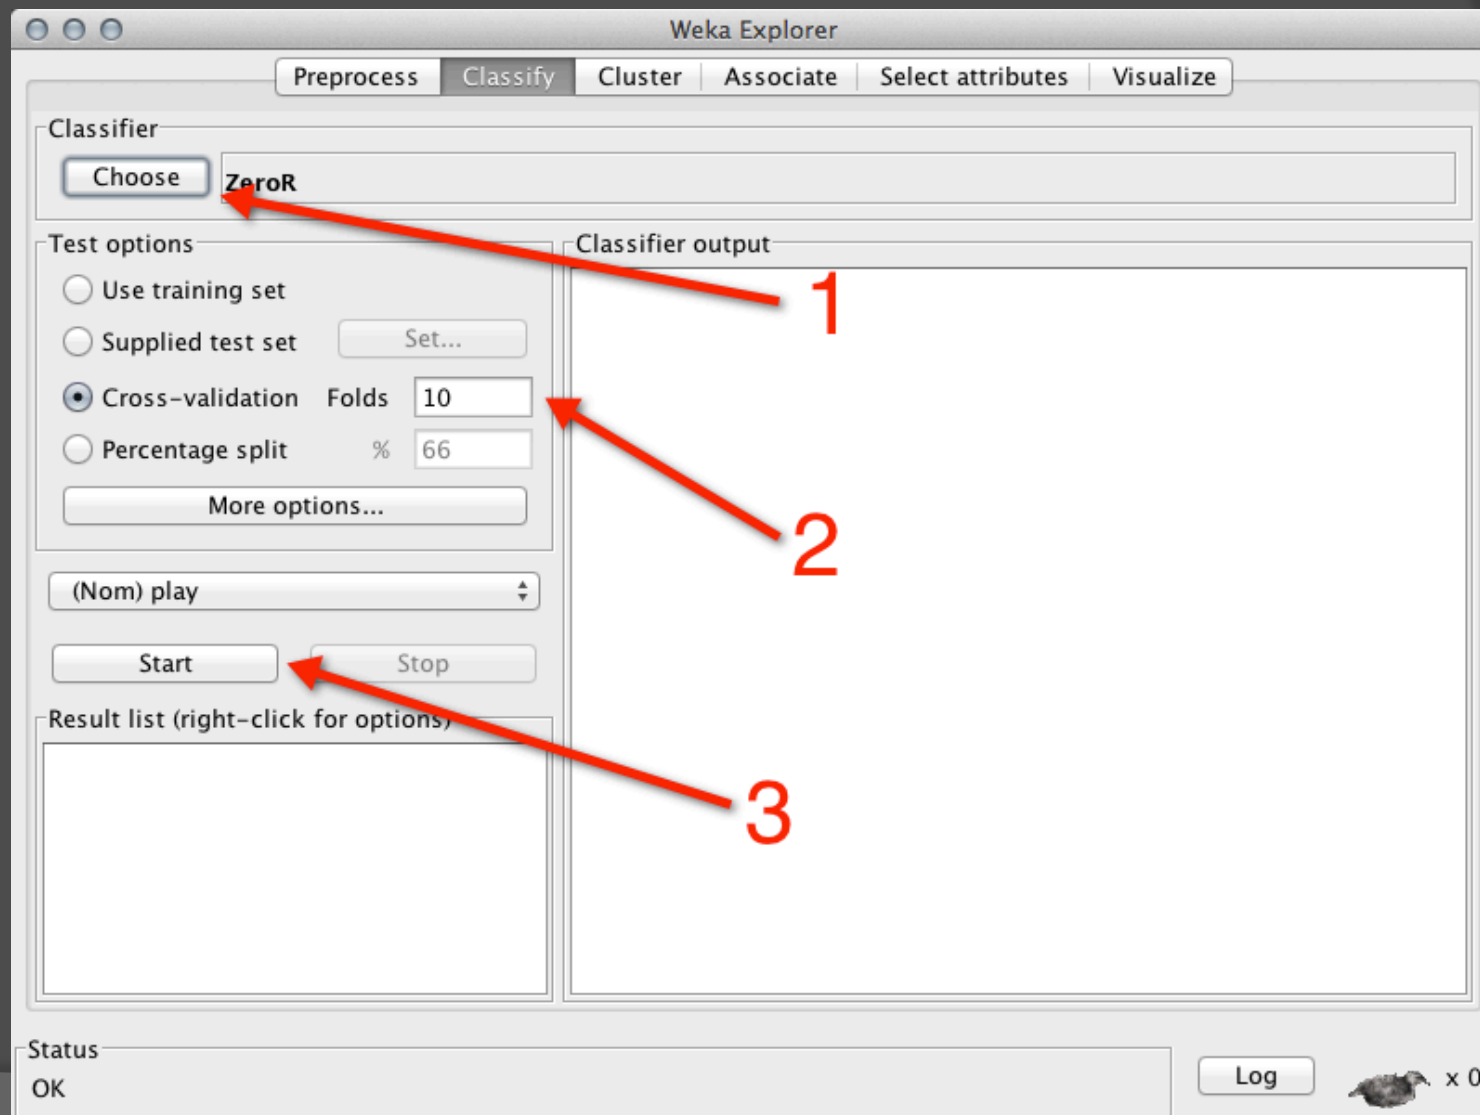 Weka Explorer
Preprocess Classify Cluster Associate Select attributes Visualize
Classifier
Choose ZeroR
Test options
Use training set
Supplied test set Set...
Cross-validation Folds 10
Percentage split % 66
More options...
(Nom) play
Start Stop
Result list (right-click for options)
Classifier output
1
2
3
Status
OK
Log x 0